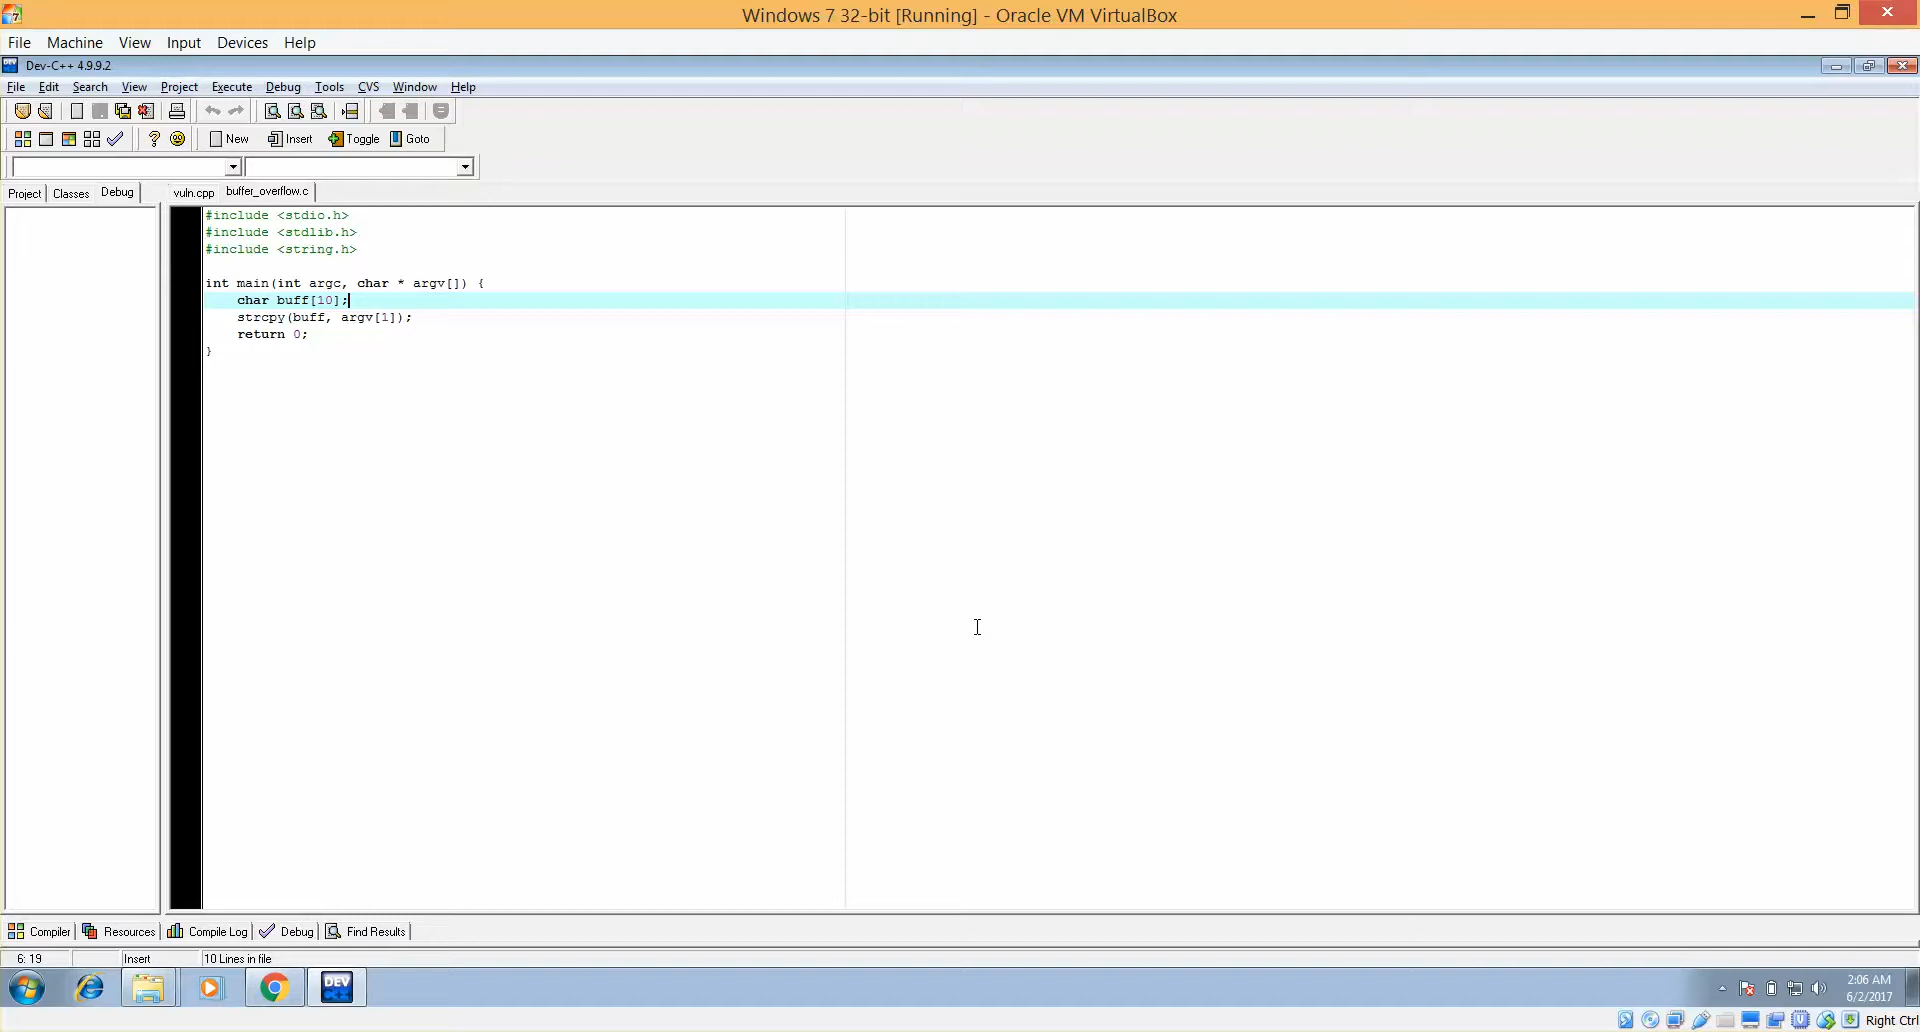 Windows 7 32-bit [Running] - Oracle VM VirtualBox
File Machine View Input Devices Help
Dev-C++ 4.9.9.2
File Edit Search View Project Execute Debug Tools CVS Window Help
New Insert Toggle Goto
Project Classes Debug vuln.cpp buffer_overflow.c
#include <stdio.h>
#include <stdlib.h>
#include <string.h>
int main(int argc, char * argv[]) {
char buff[10];
strcpy(buff, argv[1]);
return 0;
}
Compiler Resources Compile Log Debug Find Results
6: 19 Insert 10 Lines in file
DEV
2:06 AM
6/2/2017
Right Ctrl